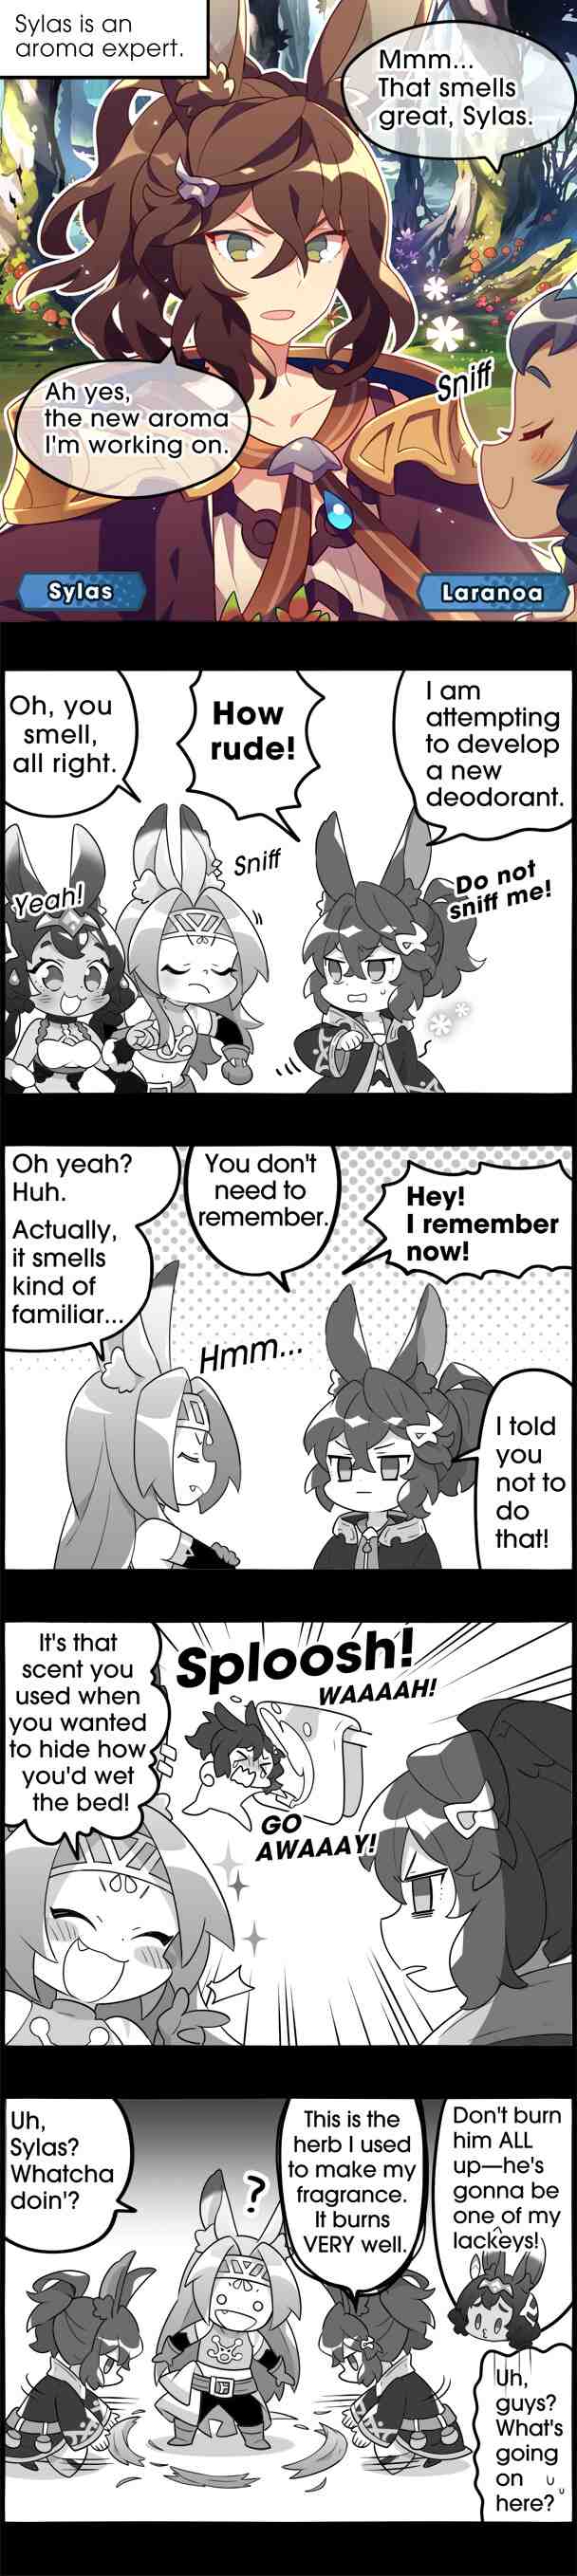 Sylas is an
aroma expert.
Mmm...
That smells
great, Sylas.
Sniff
Ah yes,
the new aroma
I'm working on.
Sylas
Laranoa
Oh, you
smell,
all right.
How
rude!
I am
attempting
to develop
a new
deodorant.
Yeah!
Sniff
Do not
sniff me!
Oh yeah?
Huh.
Actually,
it smells
kind of
familiar...
You don't
need to
remember.
Hey!
I remember
now!
Hmm...
I told
you
not to
do
that!
It's that
scent you
used when
you wanted
to hide how
you'd wet
the bed!
Sploosh!
WAAAAH!
GO
AWAAAY!
Uh,
Sylas?
Whatcha
doin'?
?
This is the
herb I used
to make my
fragrance.
It burns
VERY well.
Don't burn
him ALL
up—he's
gonna be
one of my
lackeys!
Uh,
guys?
What's
going
on
here?